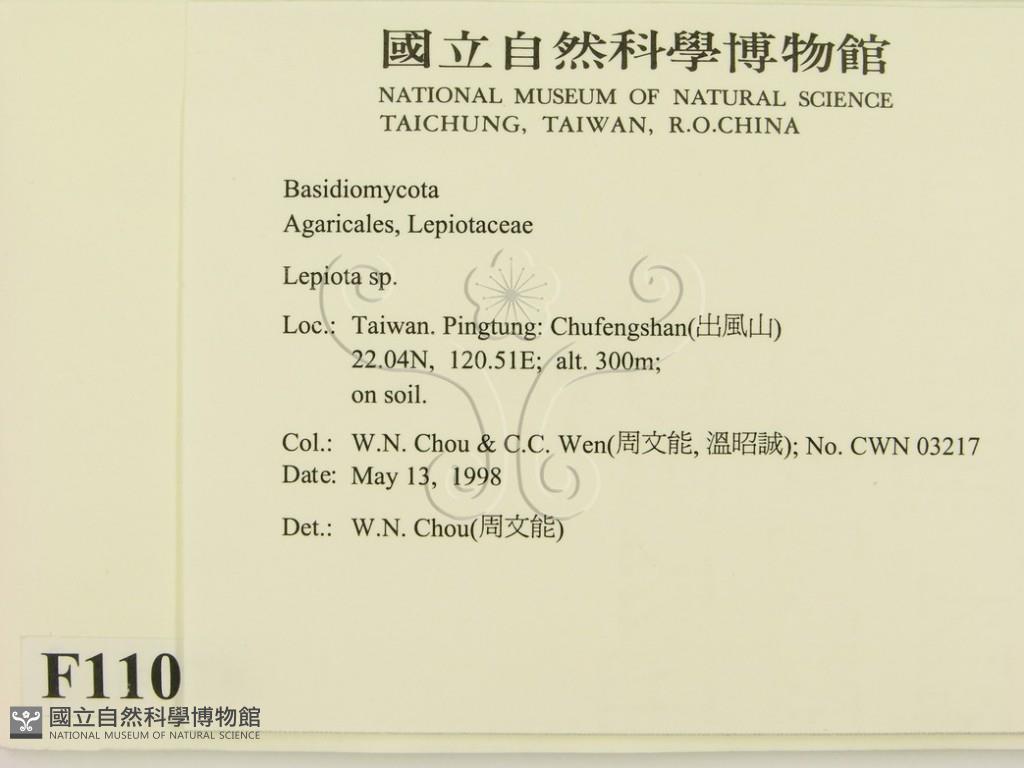 國立自然科學博物館
NATIONAL MUSEUM OF NATURAL SCIENCE
TAICHUNG, TAIWAN, R.O.CHINA
Basidiomycota
Agaricales, Lepiotaceae
Lepiota sp.
Loc.: Taiwan. Pingtung: Chufengshan(出風山)
22.04N, 120.51E; alt. 300m;
on soil.
Col.: W.N. Chou & C.C. Wen(周文能, 溫昭誠); No. CWN 03217
Date: May 13, 1998
Det.: W.N. Chou(周文能)
F110
國立自然科學博物館
NATIONAL MUSEUM OF NATURAL SCIENCE